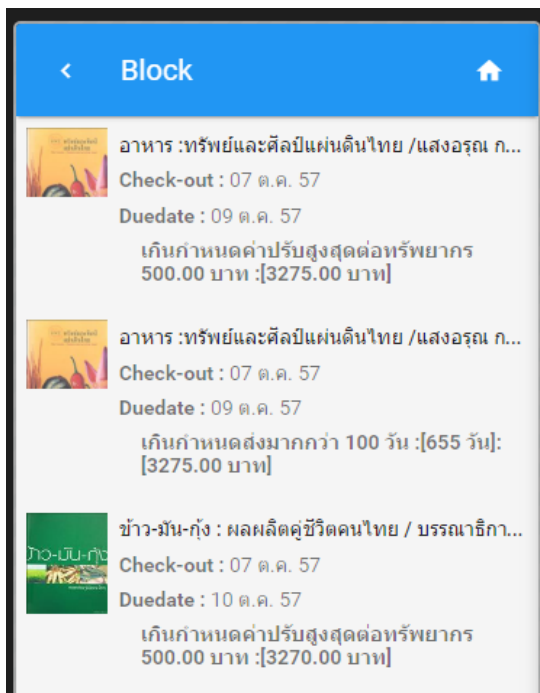 Block
อาหาร :ทรัพย์และศิลป์แผ่นดินไทย /แสงอรุณ ก...
Check-out : 07 ต.ค. 57
Duedate : 09 ต.ค. 57
เกินกำหนดค่าปรับสูงสุดต่อทรัพยากร
500.00 บาท :[3275.00 บาท]
อาหาร :ทรัพย์และศิลป์แผ่นดินไทย /แสงอรุณ ก...
Check-out : 07 ต.ค. 57
Duedate : 09 ต.ค. 57
เกินกำหนดส่งมากกว่า 100 วัน :[655 วัน]:
[3275.00 บาท]
ข้าว-มัน-กุ้ง : ผลผลิตคู่ชีวิตคนไทย / บรรณาธิกา...
ข้าว-มัน-กุ้ง
Check-out : 07 ต.ค. 57
Duedate : 10 ต.ค. 57
เกินกำหนดค่าปรับสูงสุดต่อทรัพยากร
500.00 บาท :[3270.00 บาท]